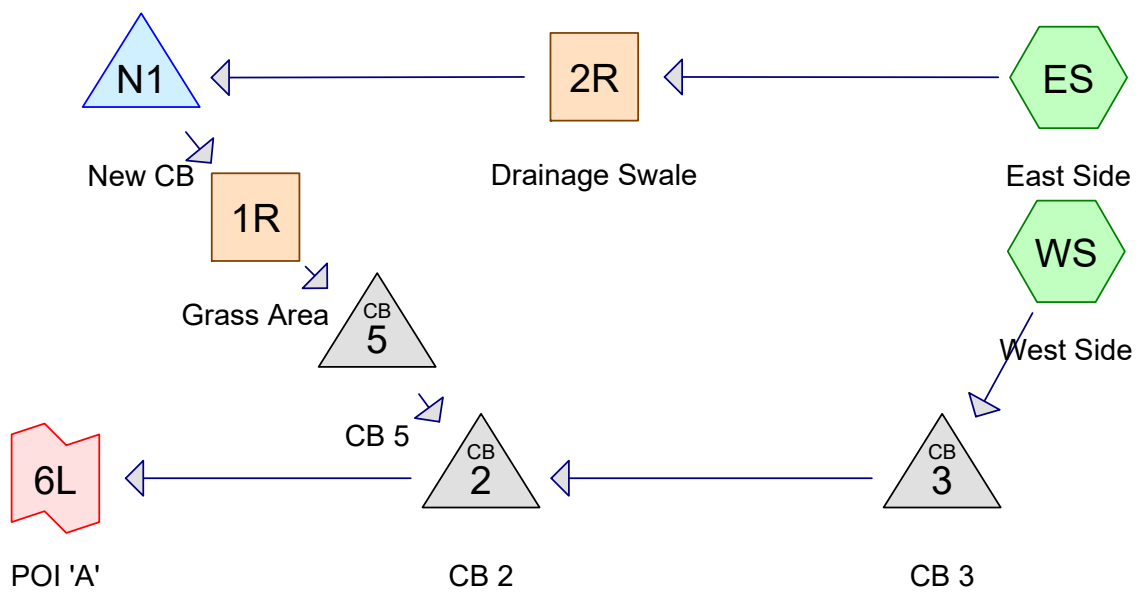 N1
2R
ES
New CB
Drainage Swale
East Side
1R
WS
Grass Area
CB
5
West Side
CB 5
6L
CB
2
CB
3
POI 'A'
CB 2
CB 3